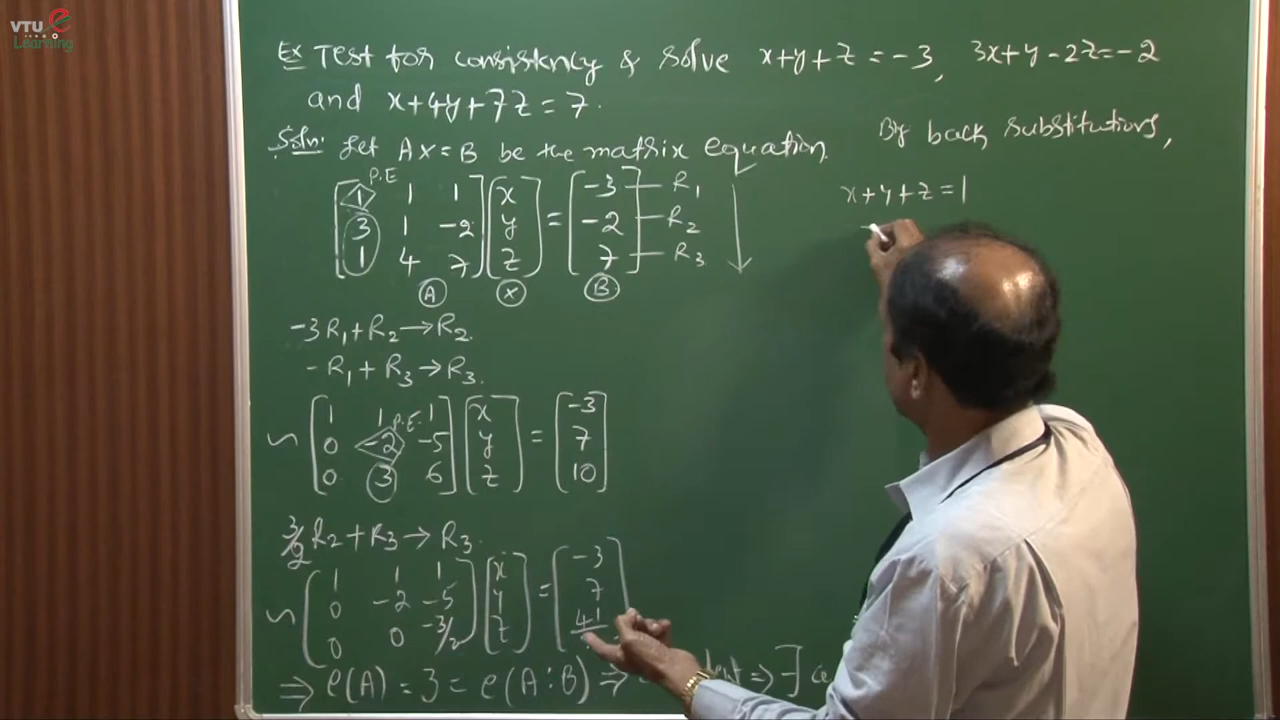 VTU e
Learning
Ex Test for consistency & solve x+y+z = -3, 3x+y-2z=-2
and x+4y+7z = 7.
Soln: Let AX=B be the matrix equation.
By back substitutions,
P.E
[1 1 1] [x] = [-3] — R₁
[3 1 -2] [y] [-2] — R₂
[1 4 7] [z] [7] — R₃
A X B
x+y+z = 1
-3R₁+R₂→R₂.
-R₁+R₃→R₃.
~ [1 1 1] [x] = [-3]
P.E.
[0 -2 -5] [y] [7]
[0 3 6] [z] [10]
3/2 R₂+R₃→R₃.
~ [1 1 1] [x] = [-3]
[0 -2 -5] [y] [7]
[0 0 -3/2] [z] [41
⇒ ρ(A) = 3 = ρ(A:B) ⇒ ⇒